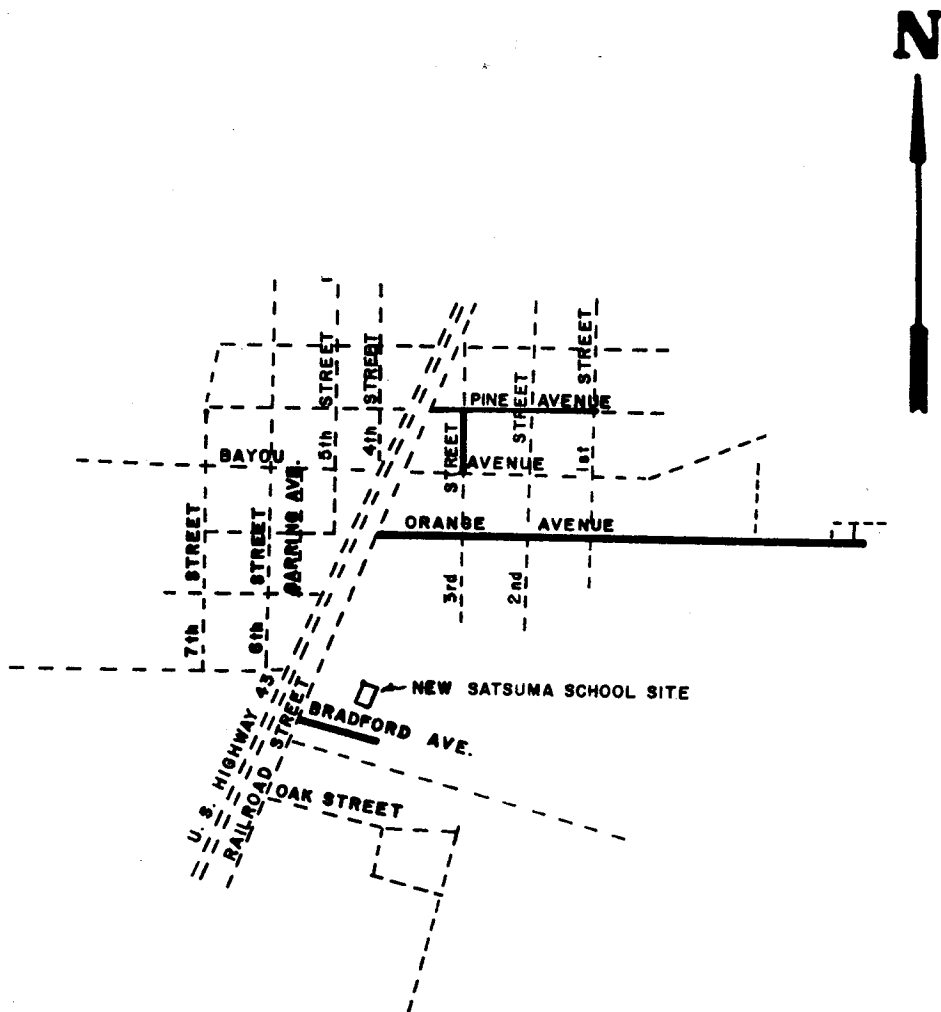 N
5th STREET
4th STREET
2nd STREET
1st STREET
PINE AVENUE
3rd STREET
BAYOU AVENUE
ORANGE AVENUE
7th STREET
6th STREET
AVE.
NEW SATSUMA SCHOOL SITE
BRADFORD AVE.
U. S. HIGHWAY 43
RAILROAD STREET
OAK STREET